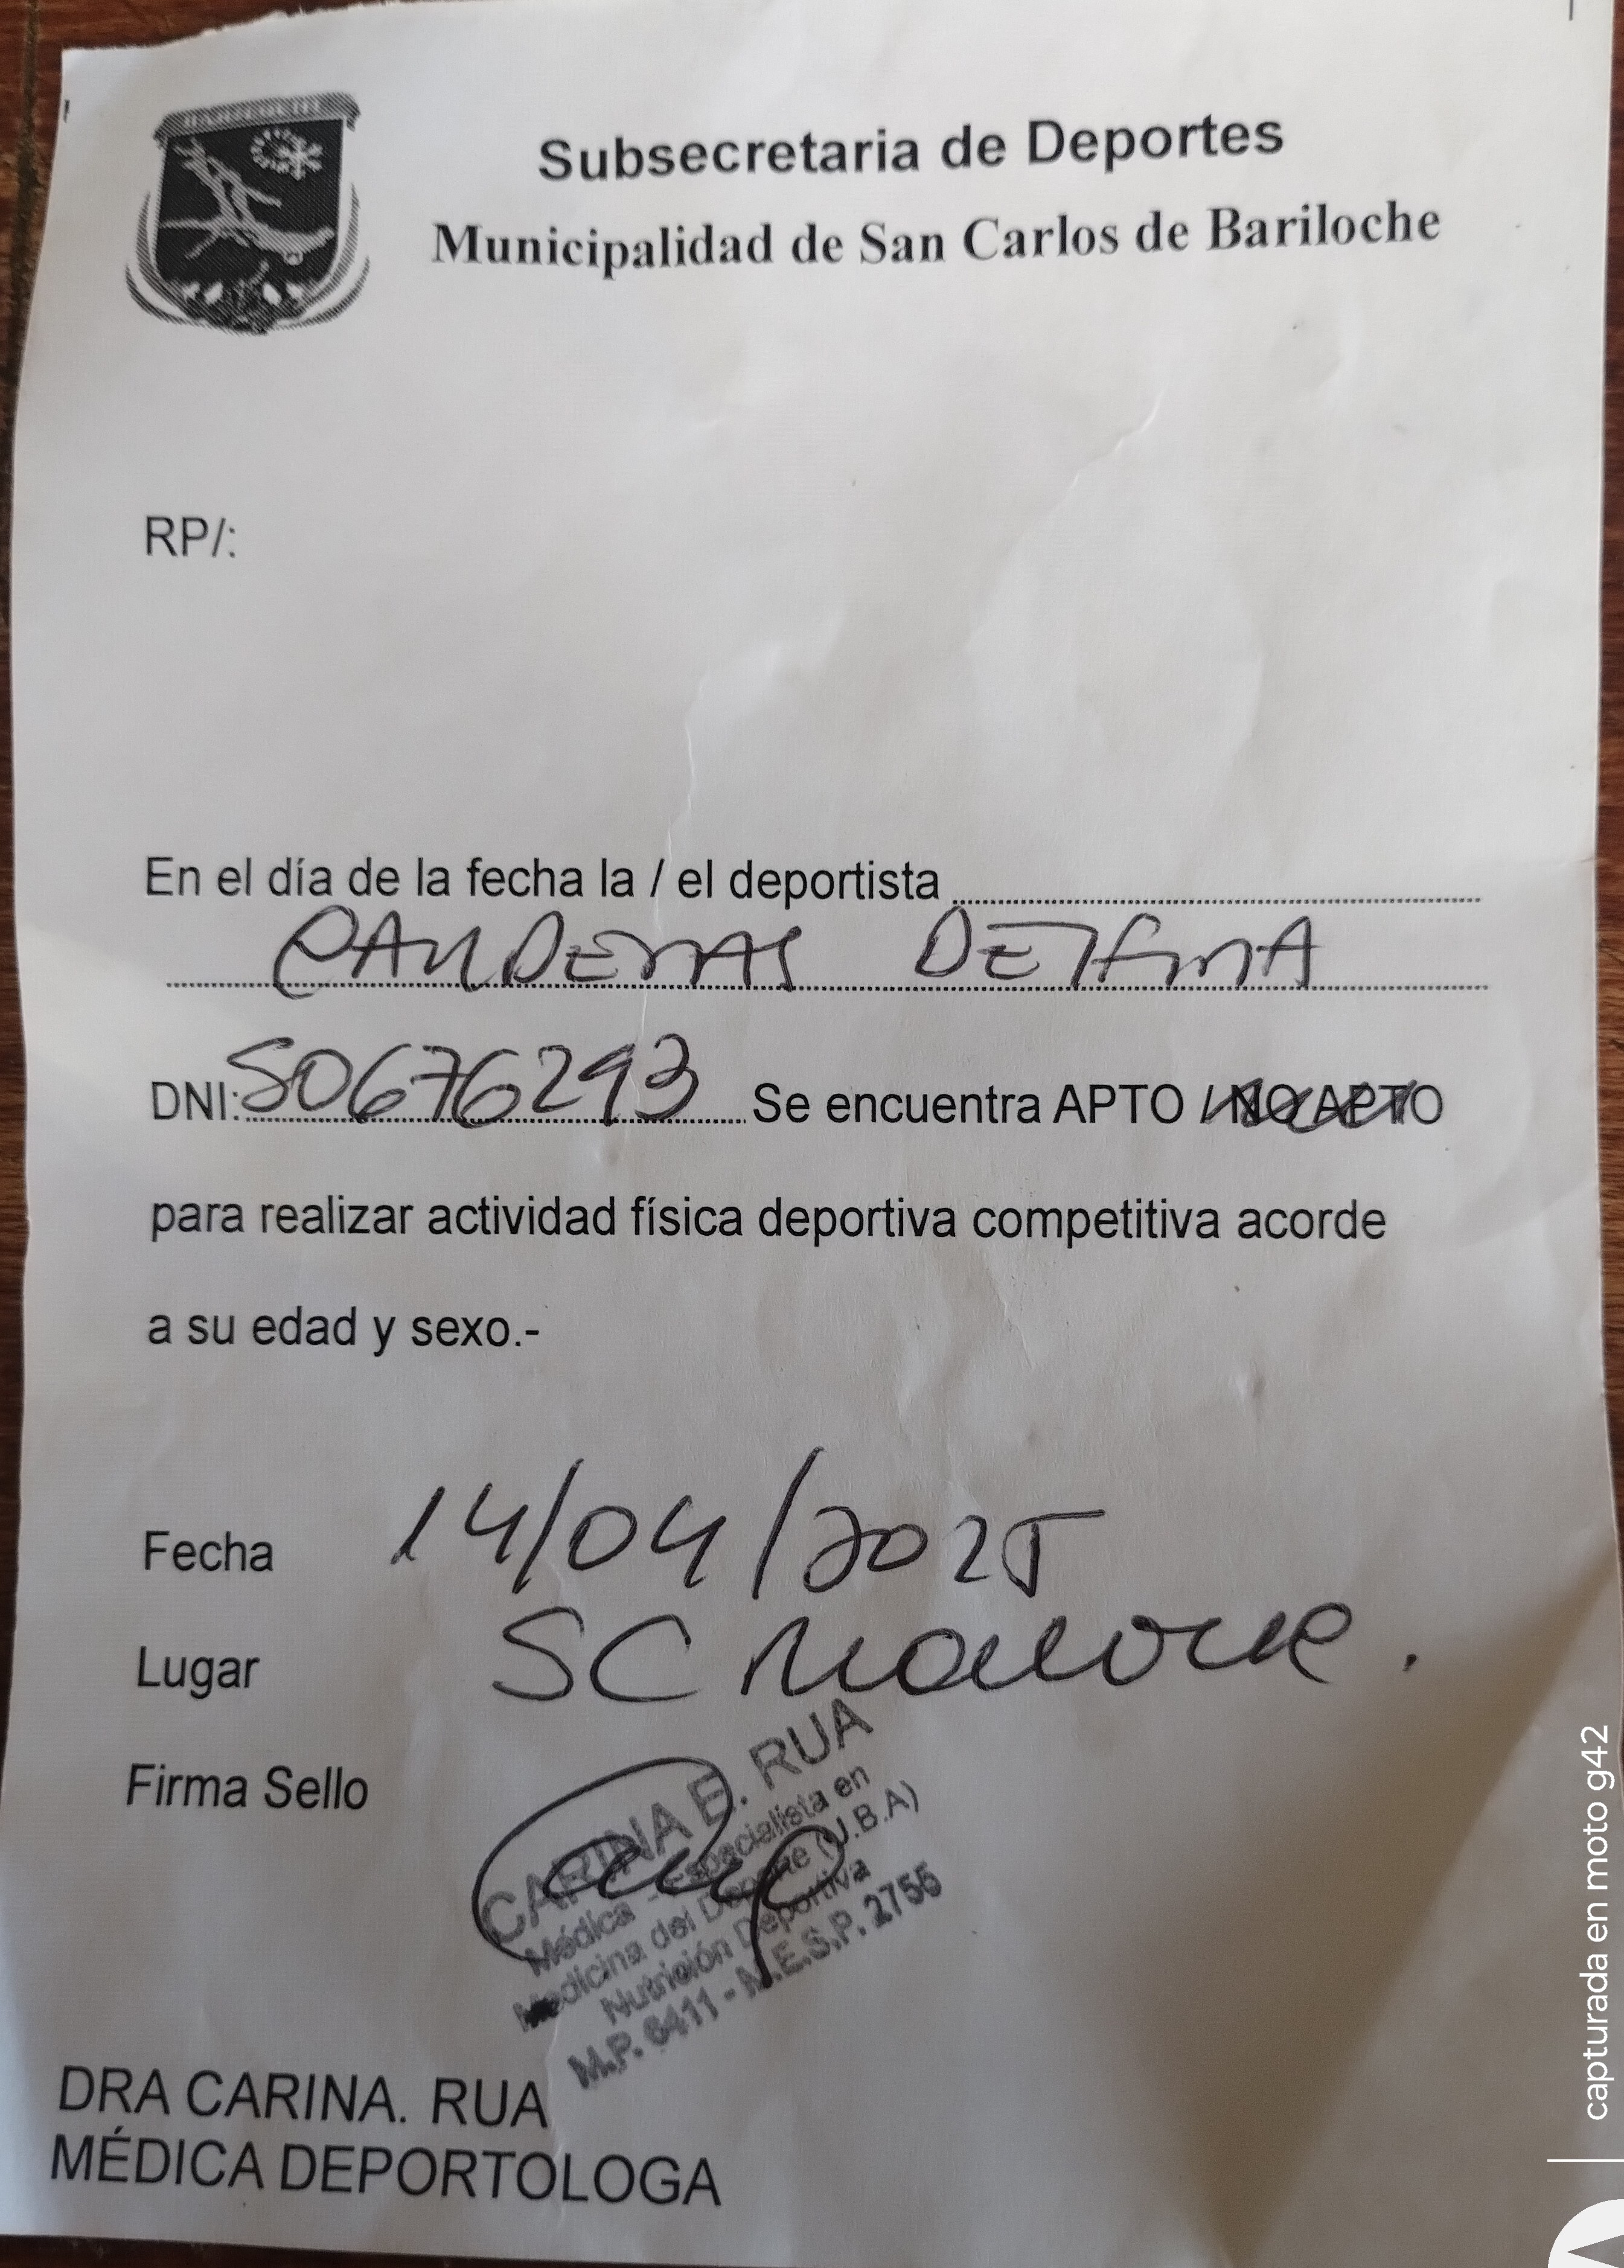 BARILOCHE
Subsecretaria de Deportes
Municipalidad de San Carlos de Bariloche
RP/:
En el día de la fecha la / el deportista
DELFINA
DNI: 50676293 Se encuentra APTO / NO APTO
para realizar actividad física deportiva competitiva acorde
a su edad y sexo.-
Fecha 14/04/2025
Lugar SC Bariloche.
Firma Sello
CARINA E. RUA
Médica - Especialista en
Medicina del Deporte (U.B.A)
Nutrición Deportiva
M.P. 6411 - M.E.S.P. 2755
DRA CARINA. RUA
MÉDICA DEPORTOLOGA
capturada en moto g42